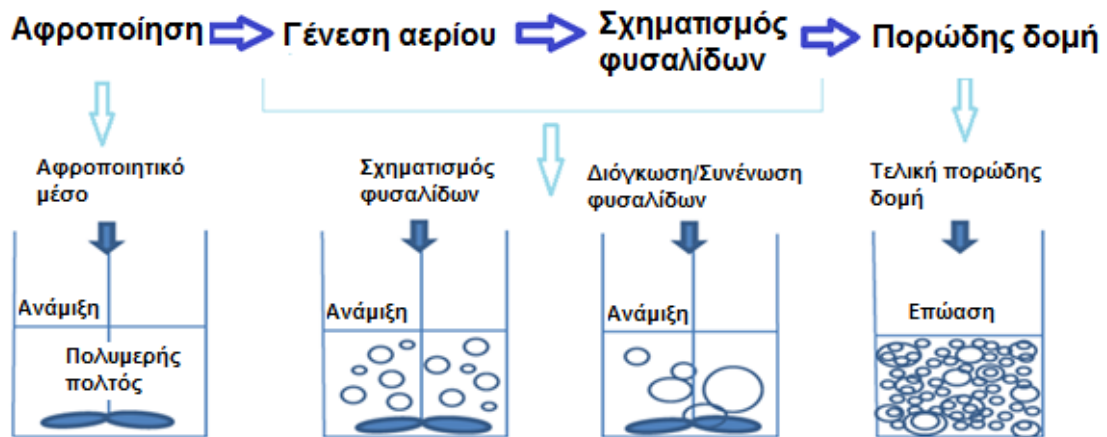 Αφροποίηση
Γένεση αερίου
Σχηματισμός
φυσαλίδων
Πορώδης δομή
Αφροποιητικό
μέσο
Σχηματισμός
φυσαλίδων
Διόγκωση/Συνένωση
φυσαλίδων
Τελική πορώδης
δομή
Ανάμιξη
Πολυμερής
πολτός
Ανάμιξη
Ανάμιξη
Επώαση